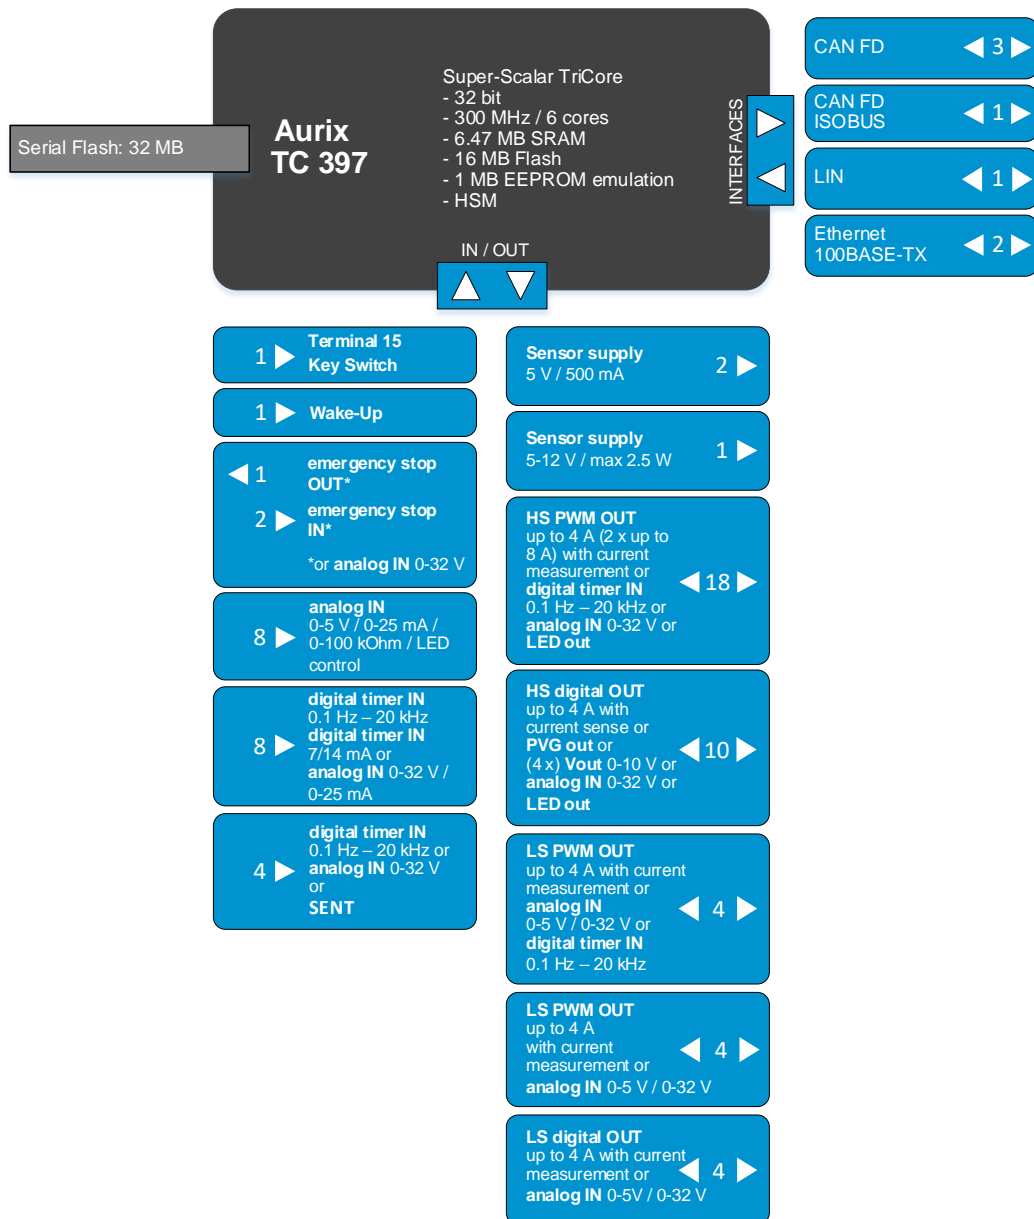 Serial Flash: 32 MB
Aurix
TC 397
Super-Scalar TriCore
- 32 bit
- 300 MHz / 6 cores
- 6.47 MB SRAM
- 16 MB Flash
- 1 MB EEPROM emulation
- HSM
INTERFACES
IN / OUT
CAN FD 3
CAN FD
ISOBUS 1
LIN 1
Ethernet
100BASE-TX 2
1 Terminal 15
Key Switch
1 Wake-Up
1 emergency stop
OUT*
2 emergency stop
IN*
*or analog IN 0-32 V
analog IN
0-5 V / 0-25 mA /
8 0-100 kOhm / LED
control
digital timer IN
0.1 Hz – 20 kHz
digital timer IN
8 7/14 mA or
analog IN 0-32 V /
0-25 mA
digital timer IN
0.1 Hz – 20 kHz or
4 analog IN 0-32 V
or
SENT
Sensor supply
5 V / 500 mA 2
Sensor supply
5-12 V / max 2.5 W 1
HS PWM OUT
up to 4 A (2 x up to
8 A) with current
measurement or
digital timer IN 18
0.1 Hz – 20 kHz or
analog IN 0-32 V or
LED out
HS digital OUT
up to 4 A with
current sense or
PVG out or 10
(4 x) Vout 0-10 V or
analog IN 0-32 V or
LED out
LS PWM OUT
up to 4 A with current
measurement or
analog IN 4
0-5 V / 0-32 V or
digital timer IN
0.1 Hz – 20 kHz
LS PWM OUT
up to 4 A
with current 4
measurement or
analog IN 0-5 V / 0-32 V
LS digital OUT
up to 4 A with current
measurement or 4
analog IN 0-5V / 0-32 V